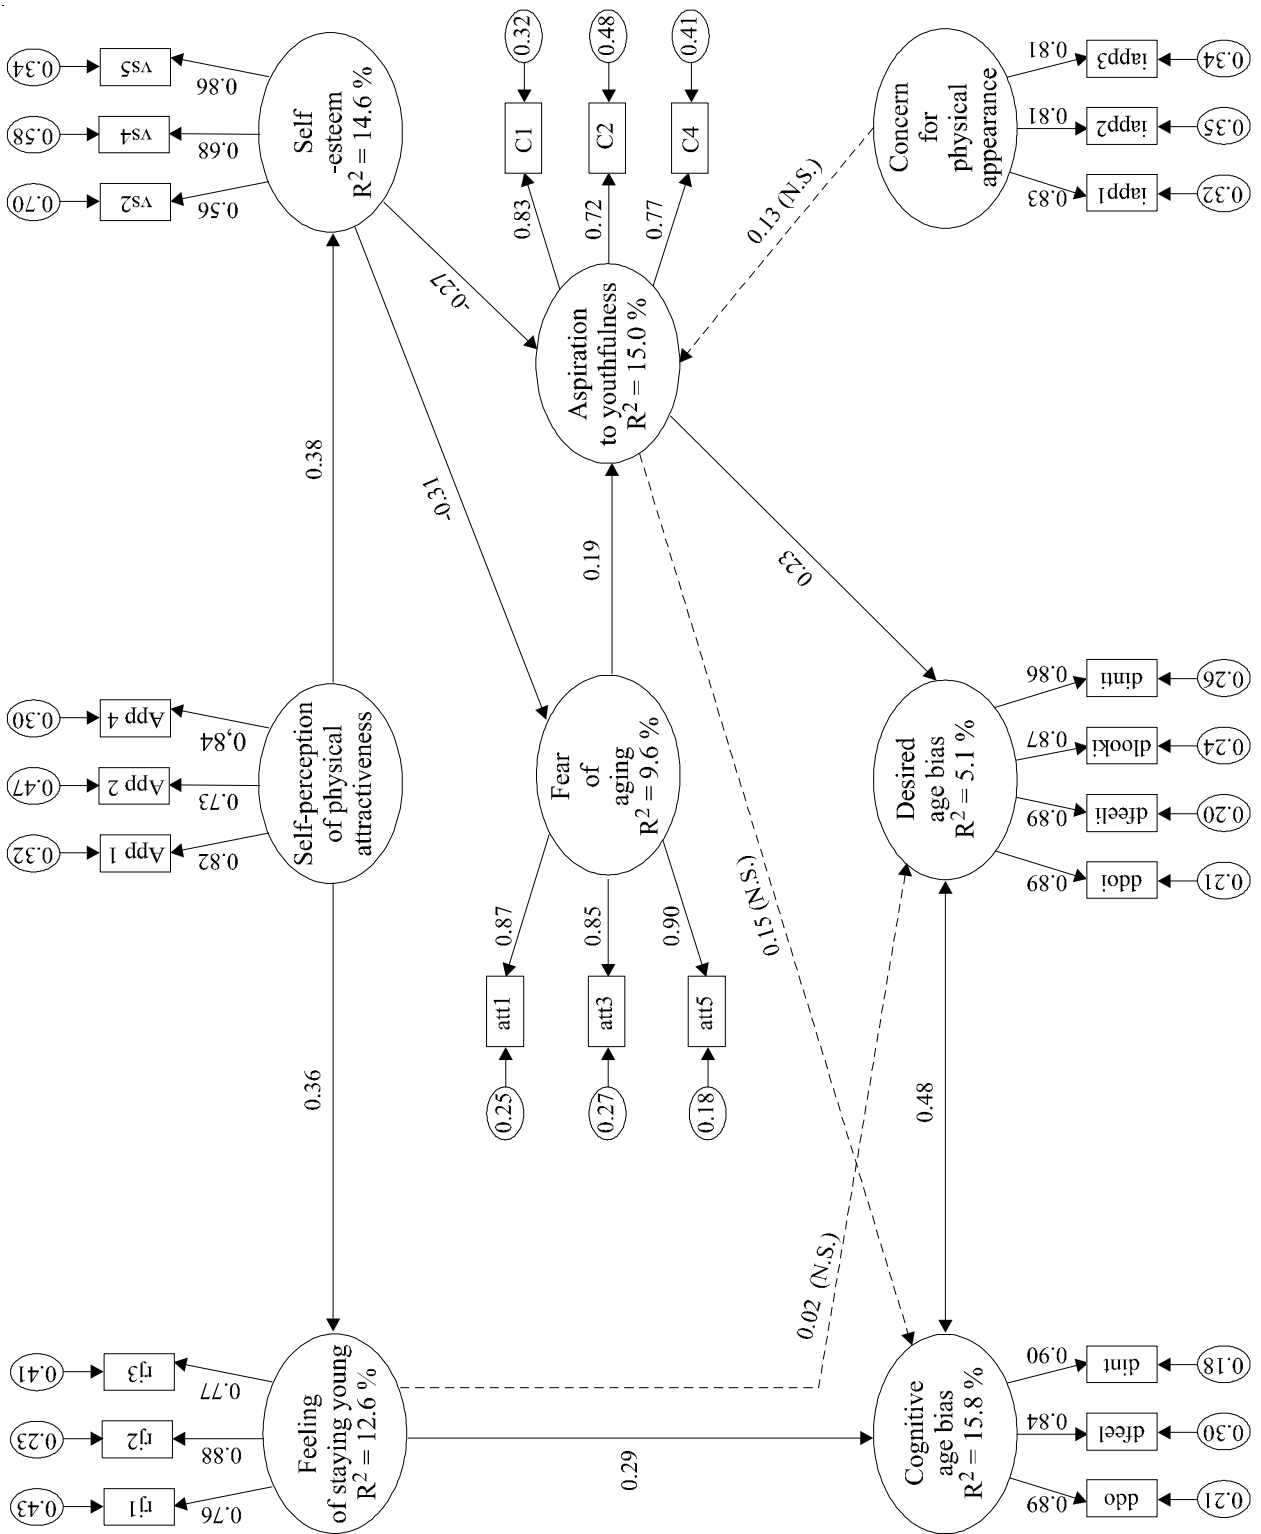 0.34
vs5
0.86
0.58
vs4
0.68
0.70
vs2
0.56
Self
-esteem
R² = 14.6 %
0.32
C1
0.83
0.48
C2
0.72
0.41
C4
0.77
Concern
for
physical
appearance
0.81
iapp3
0.34
0.81
iapp2
0.35
0.83
iapp1
0.32
0.13 (N.S.)
-0.27
Aspiration
to youthfulness
R² = 15.0 %
0.38
-0.31
0.19
0.23
0.30
App 4
0,84
0.47
App 2
0.73
0.32
App 1
0.82
Self-perception
of physical
attractiveness
Fear
of
aging
R² = 9.6 %
0.87
att1
0.25
0.85
att3
0.27
0.90
att5
0.18
Desired
age bias
R² = 5.1 %
0.86
dinti
0.26
0.87
dlooki
0.24
0.89
dfeeli
0.20
0.89
ddoi
0.21
0.15 (N.S.)
0.36
0.48
0.02 (N.S.)
0.41
rj3
0.77
0.23
rj2
0.88
0.43
rj1
0.76
Feeling
of staying young
R² = 12.6 %
0.29
Cognitive
age bias
R² = 15.8 %
0.90
dint
0.18
0.84
dfeel
0.30
0.89
ddo
0.21